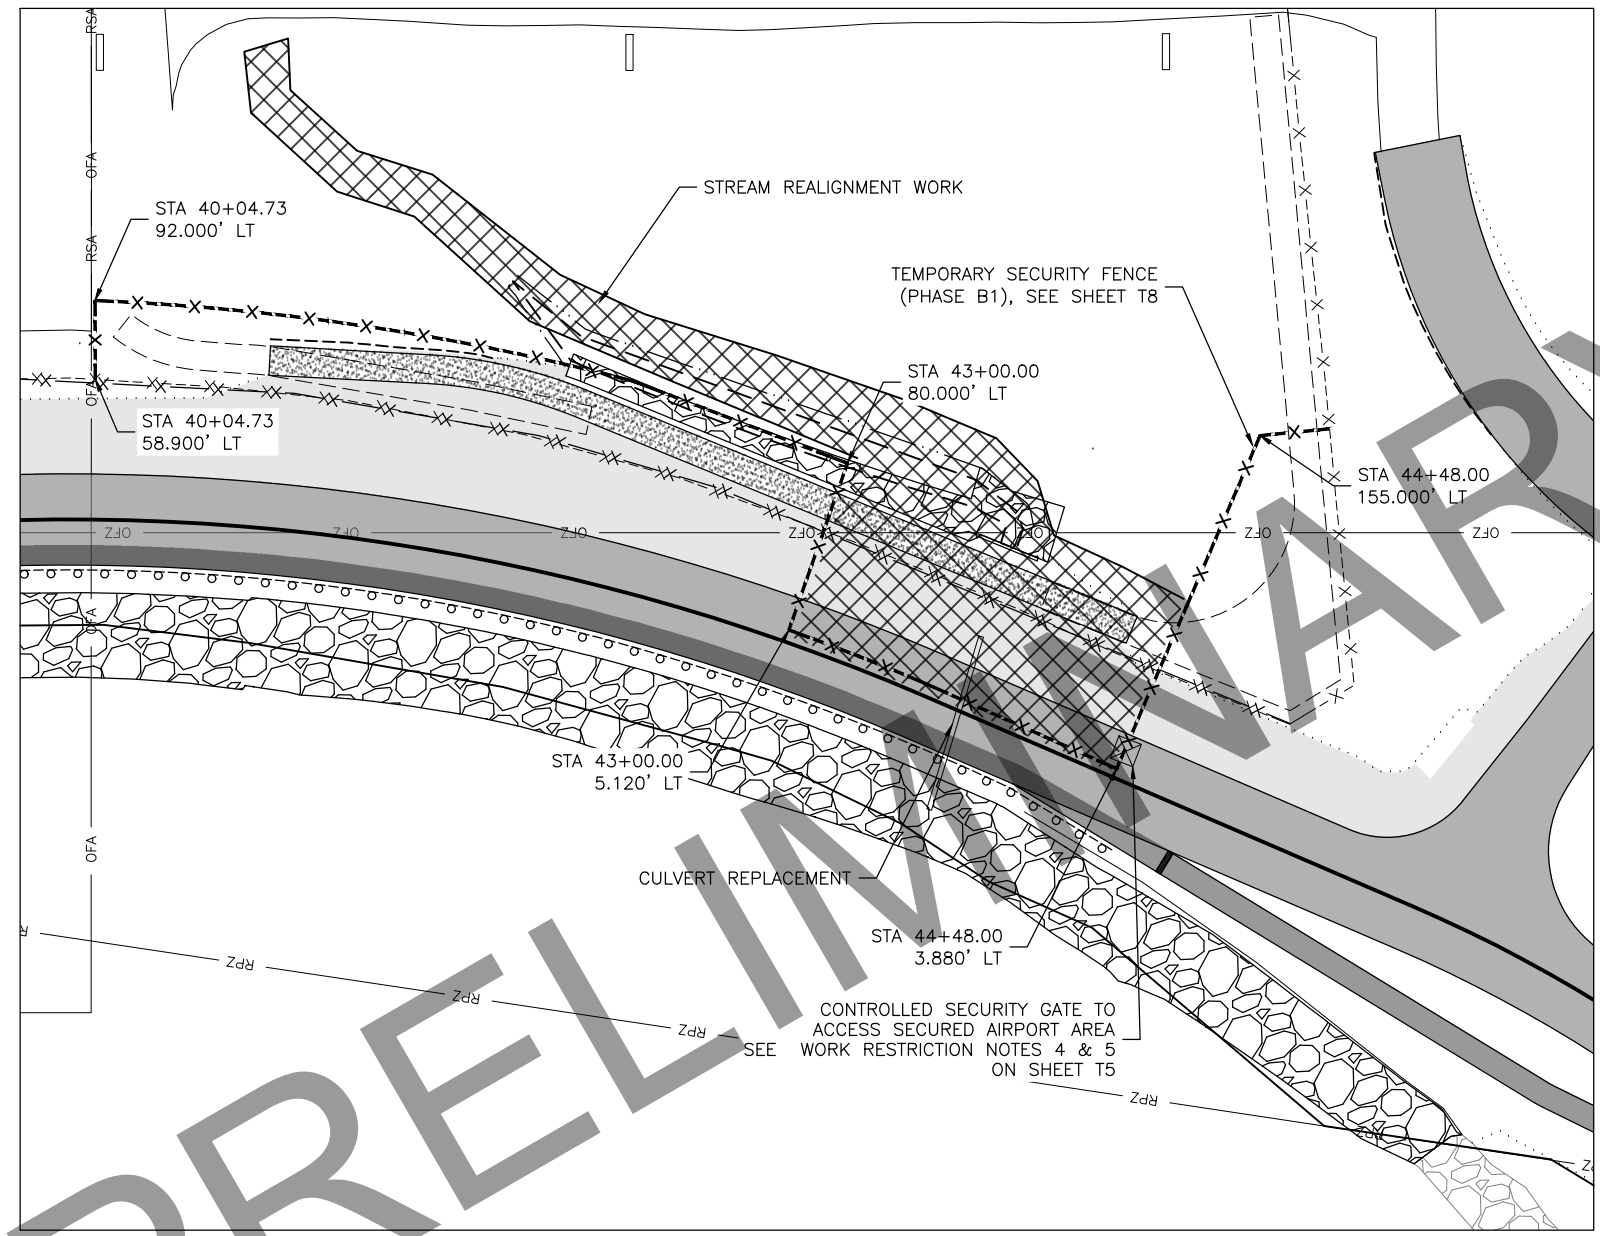 RSA
OFA
RSA
OFA
OFA
OFA
STREAM REALIGNMENT WORK
STA 40+04.73
92.000' LT
TEMPORARY SECURITY FENCE
(PHASE B1), SEE SHEET T8
STA 43+00.00
80.000' LT
STA 40+04.73
58.900' LT
STA 44+48.00
155.000' LT
OFZ
OFZ
OFZ
OFZ
OFZ
OFZ
OFZ
STA 43+00.00
5.120' LT
CULVERT REPLACEMENT
STA 44+48.00
3.880' LT
RPZ
RPZ
RPZ
CONTROLLED SECURITY GATE TO
ACCESS SECURED AIRPORT AREA
SEE WORK RESTRICTION NOTES 4 & 5
ON SHEET T5
RPZ
RPZ
PRELIMINARY